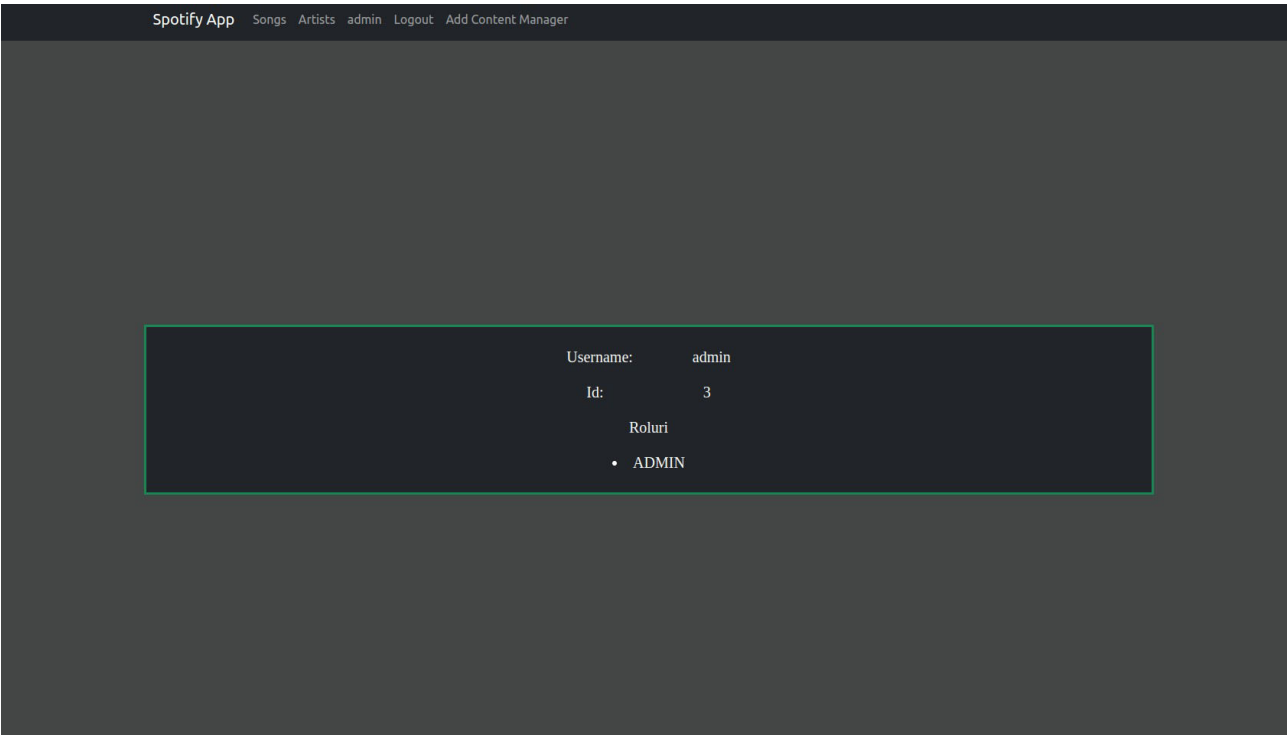 Spotify App Songs Artists admin Logout Add Content Manager
Username: admin
Id: 3
Roluri
• ADMIN